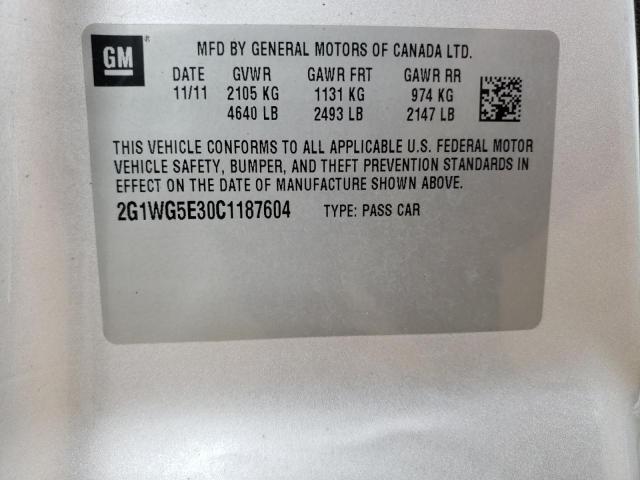 GM ® MFD BY GENERAL MOTORS OF CANADA LTD.
DATE GVWR GAWR FRT GAWR RR
11/11 2105 KG 1131 KG 974 KG
4640 LB 2493 LB 2147 LB
THIS VEHICLE CONFORMS TO ALL APPLICABLE U.S. FEDERAL MOTOR
VEHICLE SAFETY, BUMPER, AND THEFT PREVENTION STANDARDS IN
EFFECT ON THE DATE OF MANUFACTURE SHOWN ABOVE.
2G1WG5E30C1187604 TYPE: PASS CAR